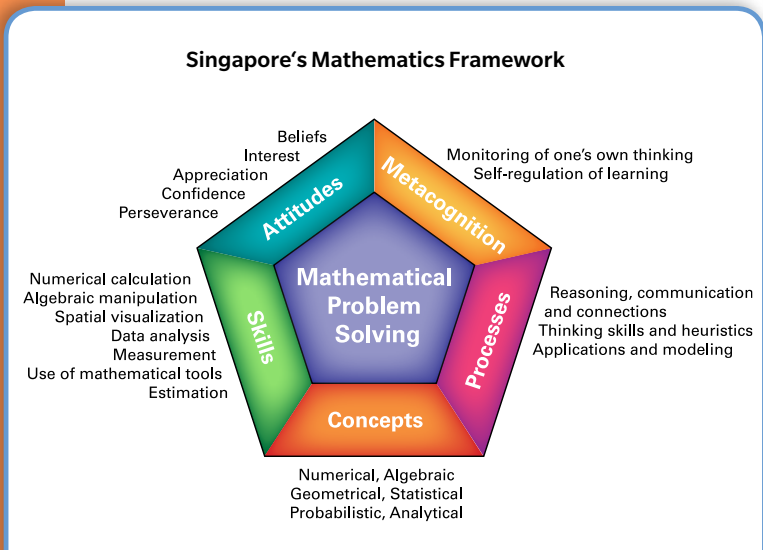 Singapore's Mathematics Framework
Beliefs
Interest
Appreciation
Confidence
Perseverance
Attitudes
Monitoring of one's own thinking
Self-regulation of learning
Metacognition
Mathematical
Problem
Solving
Numerical calculation
Algebraic manipulation
Spatial visualization
Data analysis
Measurement
Use of mathematical tools
Estimation
Skills
Reasoning, communication
and connections
Thinking skills and heuristics
Applications and modeling
Processes
Concepts
Numerical, Algebraic
Geometrical, Statistical
Probabilistic, Analytical